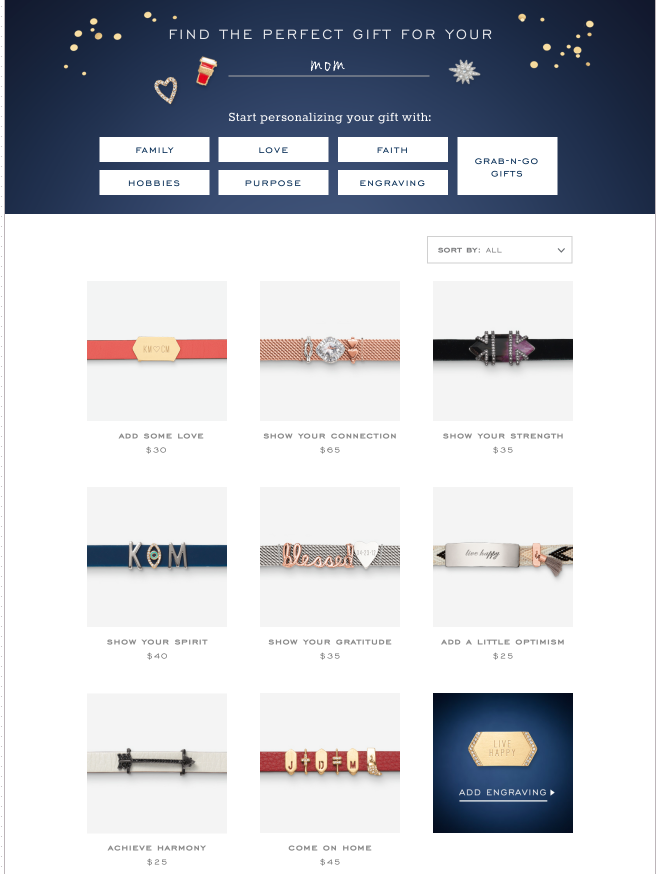 FIND THE PERFECT GIFT FOR YOUR
mom
Start personalizing your gift with:
FAMILY
LOVE
FAITH
GRAB-N-GO
GIFTS
HOBBIES
PURPOSE
ENGRAVING
SORT BY: ALL
KM♡CM
ADD SOME LOVE
$30
SHOW YOUR CONNECTION
$65
SHOW YOUR STRENGTH
$35
K M
SHOW YOUR SPIRIT
$40
blessed
SHOW YOUR GRATITUDE
$35
live happy
ADD A LITTLE OPTIMISM
$25
ACHIEVE HARMONY
$25
J + D = M
COME ON HOME
$45
LIVE
HAPPY
ADD ENGRAVING